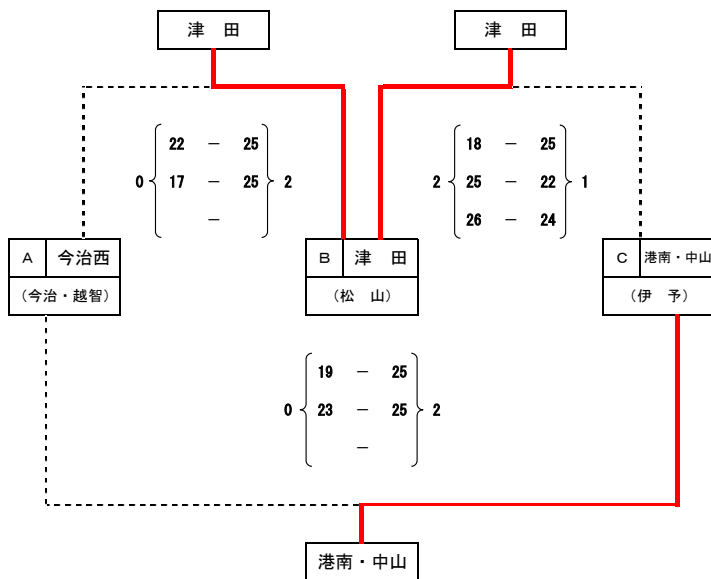 津　田　　津　田
22 － 25　　18 － 25
0 17 － 25 2　　2 25 － 22 1
－　　26 － 24
A 今治西　　B 津　田　　C 港南・中山
（今治・越智）　　（松　山）　　（伊　予）
19 － 25
0 23 － 25 2
－
港南・中山